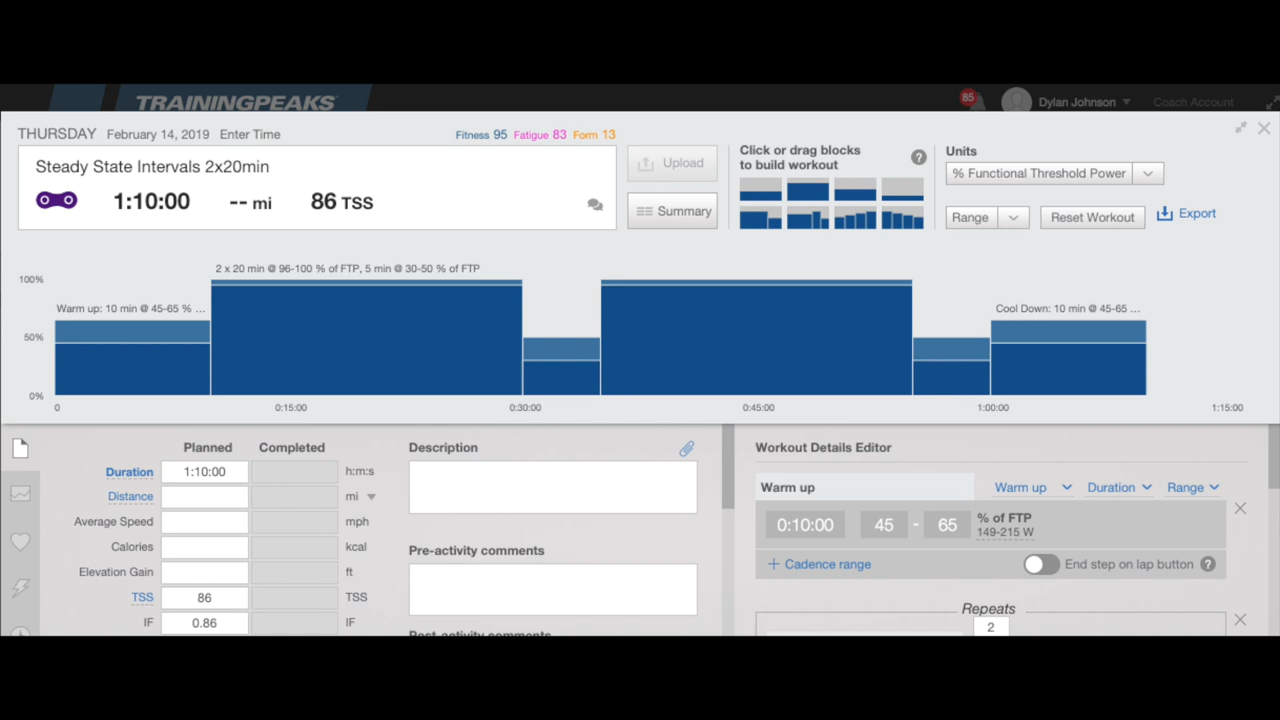 TRAININGPEAKS
85
Dylan Johnson
Coach Account
THURSDAY February 14, 2019 Enter Time
Fitness 95 Fatigue 83 Form 13
Steady State Intervals 2x20min
1:10:00 -- mi 86 TSS
Upload
Summary
Click or drag blocks
to build workout
?
Units
% Functional Threshold Power
Range
Reset Workout
Export
2 x 20 min @ 96-100 % of FTP, 5 min @ 30-50 % of FTP
Warm up: 10 min @ 45-65 % ...
Cool Down: 10 min @ 45-65 ...
100%
50%
0%
0 0:15:00 0:30:00 0:45:00 1:00:00 1:15:00
Planned Completed
Duration 1:10:00 h:m:s
Distance mi
Average Speed mph
Calories kcal
Elevation Gain ft
TSS 86 TSS
IF 0.86 IF
Description
Pre-activity comments
Post-activity comments
Workout Details Editor
Warm up Warm up Duration Range
0:10:00 45 - 65 % of FTP
149-215 W
+ Cadence range End step on lap button ?
Repeats
2